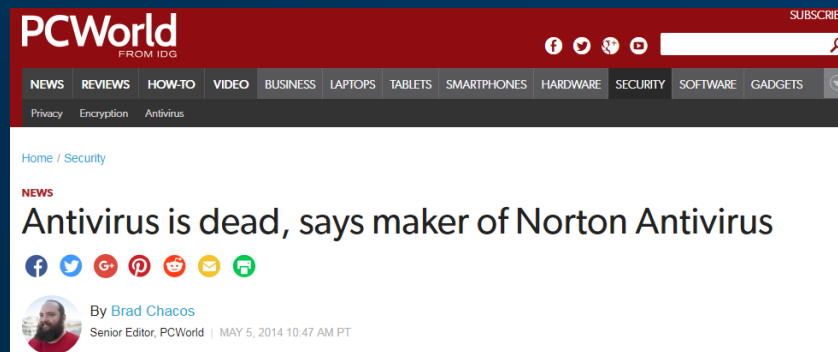 PCWorld
FROM IDG
SUBSCRIBE
NEWS REVIEWS HOW-TO VIDEO BUSINESS LAPTOPS TABLETS SMARTPHONES HARDWARE SECURITY SOFTWARE GADGETS
Privacy Encryption Antivirus
Home / Security
NEWS
Antivirus is dead, says maker of Norton Antivirus
By Brad Chacos
Senior Editor, PCWorld | MAY 5, 2014 10:47 AM PT